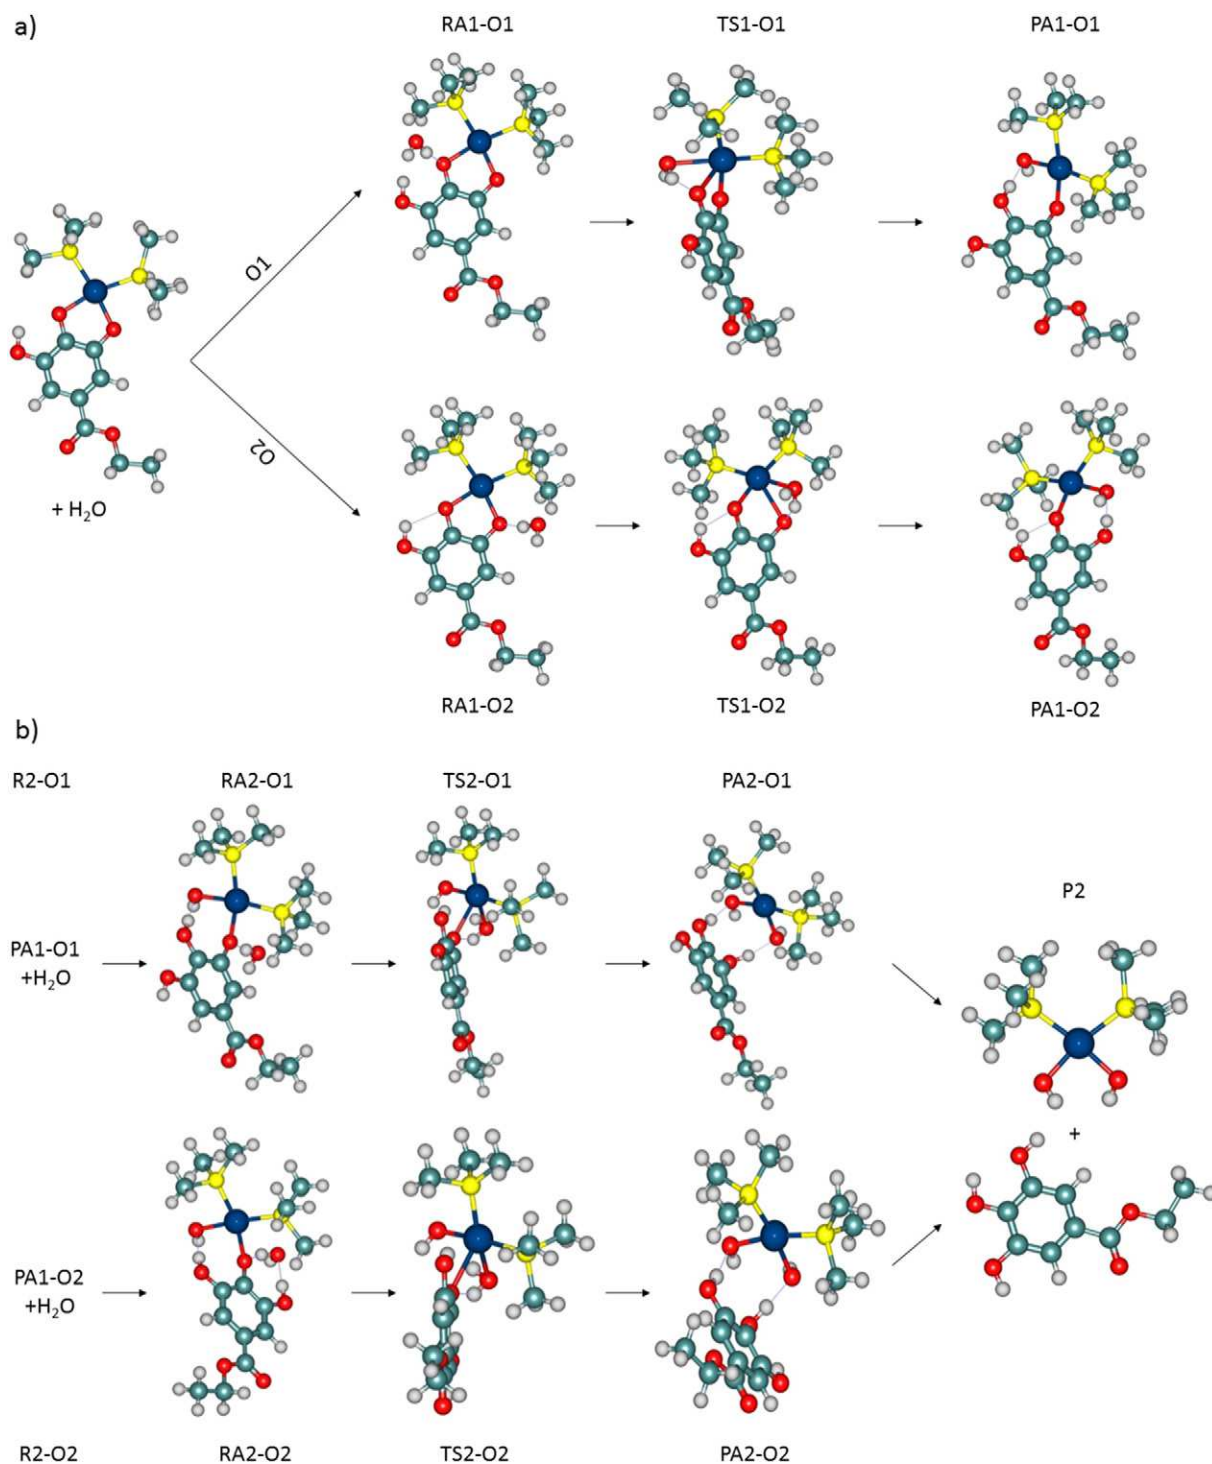 a)
RA1-O1 TS1-O1 PA1-O1
O1
+ H₂O
O2
RA1-O2 TS1-O2 PA1-O2
b)
R2-O1 RA2-O1 TS2-O1 PA2-O1
P2
PA1-O1
+H₂O
+
PA1-O2
+H₂O
R2-O2 RA2-O2 TS2-O2 PA2-O2